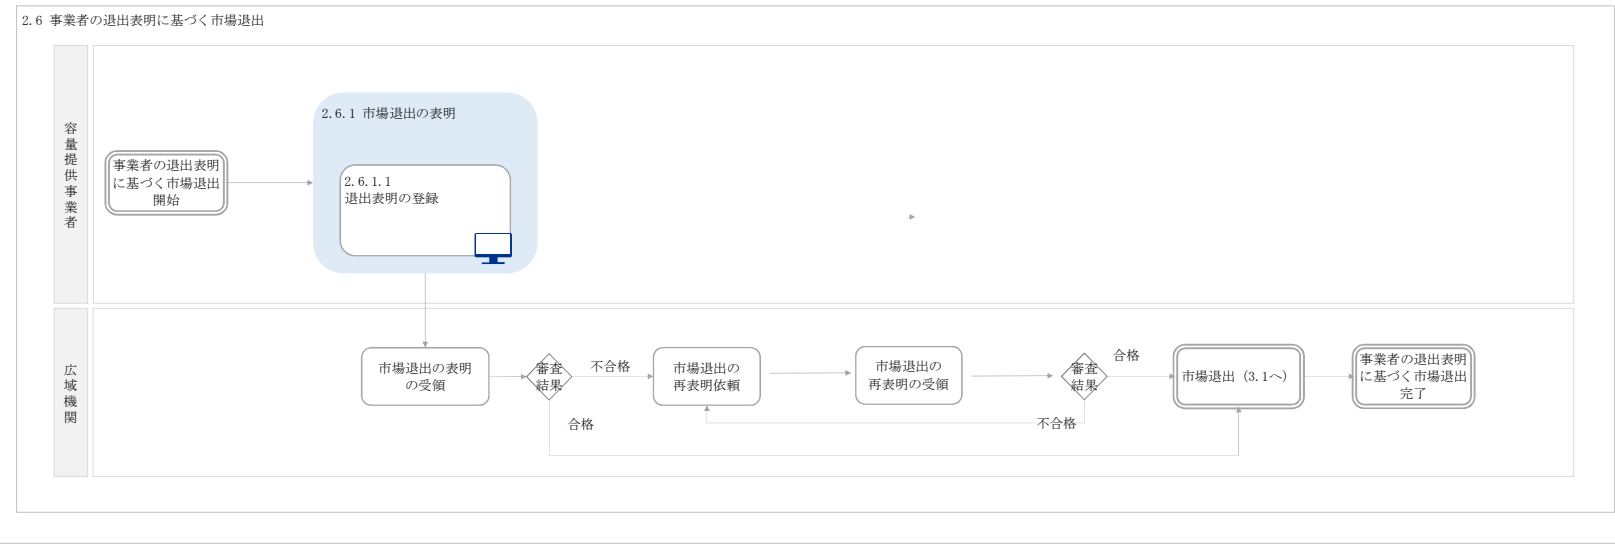 2.6 事業者の退出表明に基づく市場退出
容量提供事業者
事業者の退出表明
に基づく市場退出
開始
2.6.1 市場退出の表明
2.6.1.1
退出表明の登録
広域機関
市場退出の表明
の受領
審査
結果
不合格
合格
市場退出の
再表明依頼
市場退出の
再表明の受領
審査
結果
合格
不合格
市場退出（3.1へ）
事業者の退出表明
に基づく市場退出
完了